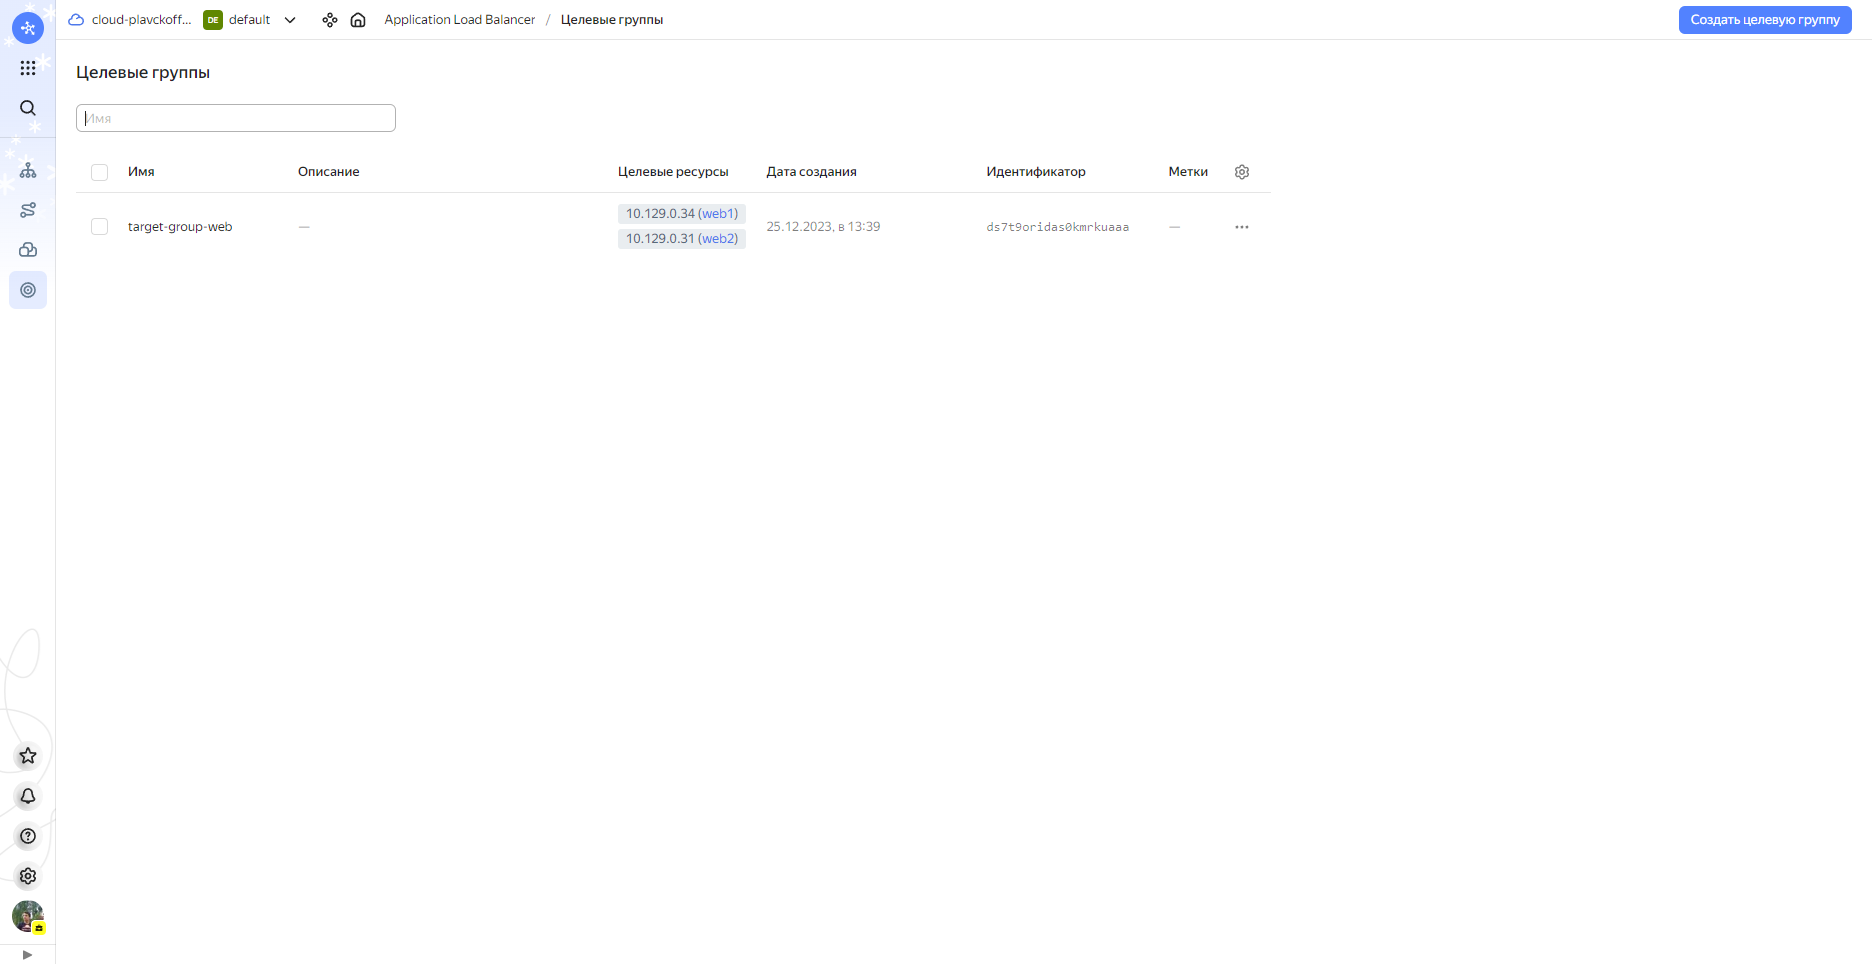 cloud-plavckoff... DE default Application Load Balancer / Целевые группы Создать целевую группу
Целевые группы
Имя
Имя Описание Целевые ресурсы Дата создания Идентификатор Метки
target-group-web — 10.129.0.34 (web1) 25.12.2023, в 13:39 ds7t9oridas0kmrkuaaa —
10.129.0.31 (web2)